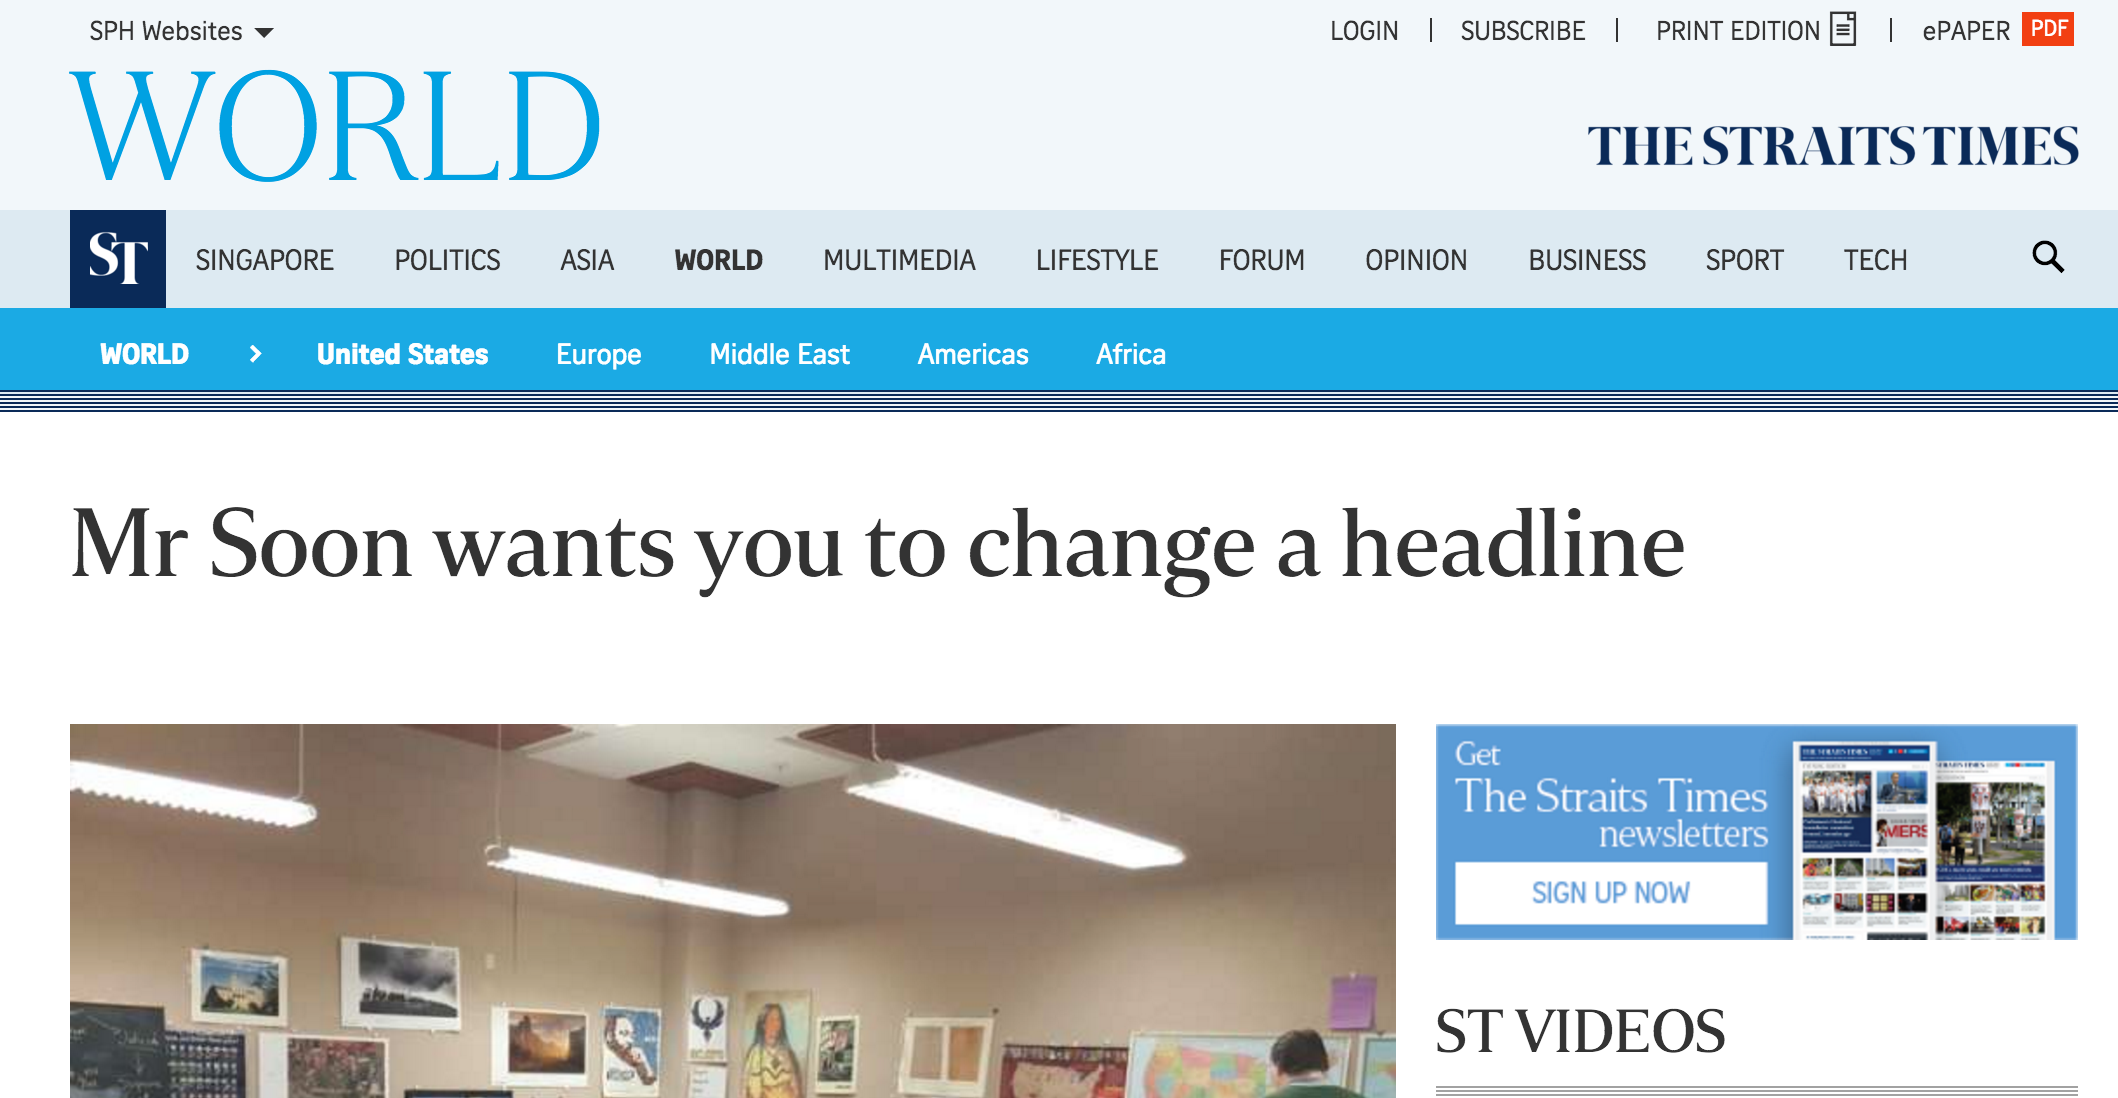 SPH Websites
LOGIN | SUBSCRIBE | PRINT EDITION | ePAPER PDF
WORLD
THE STRAITS TIMES
ST SINGAPORE POLITICS ASIA WORLD MULTIMEDIA LIFESTYLE FORUM OPINION BUSINESS SPORT TECH
WORLD > United States Europe Middle East Americas Africa
Mr Soon wants you to change a headline
Get
The Straits Times
newsletters
SIGN UP NOW
MERS
ST VIDEOS